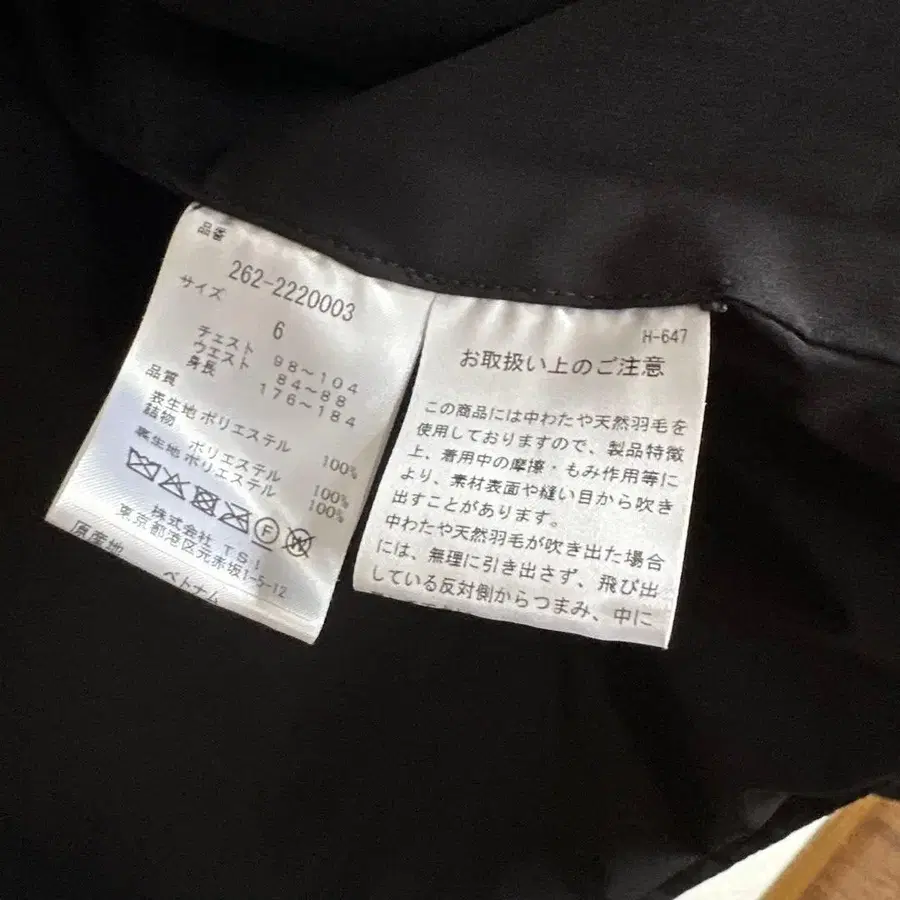 品番
262-2220003
サイズ
6
チェスト 98～104
ウエスト 84～88
身長 176～184
品質
表生地 ポリエステル 100%
詰物 ポリエステル 100%
裏生地 ポリエステル 100%
F
株式会社 TSI
東京都港区元赤坂1-5-12
原産地
ベトナム
H-647
お取扱い上のご注意
この商品には中わたや天然羽毛を
使用しておりますので、製品特徴
上、着用中の摩擦・もみ作用等に
より、素材表面や縫い目から吹き
出すことがあります。
中わたや天然羽毛が吹き出た場合
には、無理に引き出さず、飛び出
している反対側からつまみ、中に